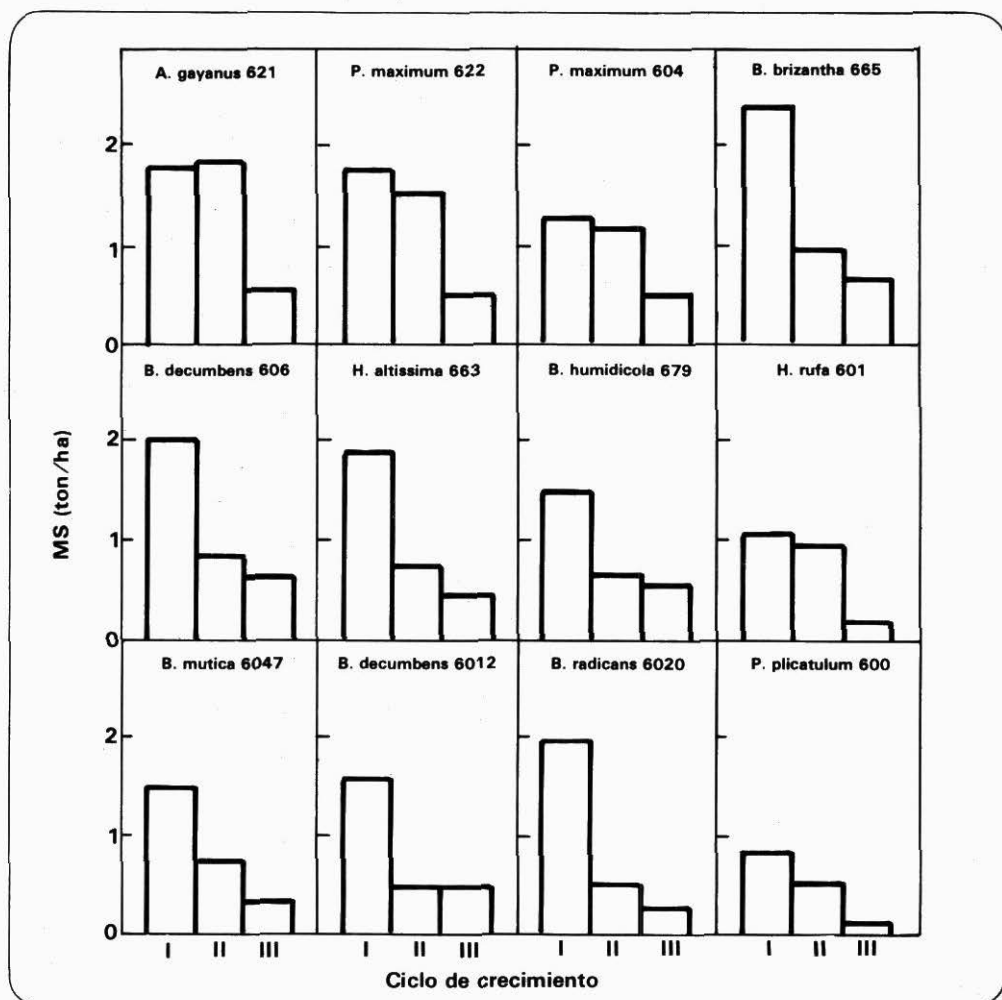 A. gayanus 621
P. maximum 622
P. maximum 604
B. brizantha 665
2
1
0
B. decumbens 606
H. altissima 663
B. humidicola 679
H. rufa 601
2
1
0
MS (ton/ha)
B. mutica 6047
B. decumbens 6012
B. radicans 6020
P. plicatulum 600
2
1
0
I II III I II III I II III I II III
Ciclo de crecimiento